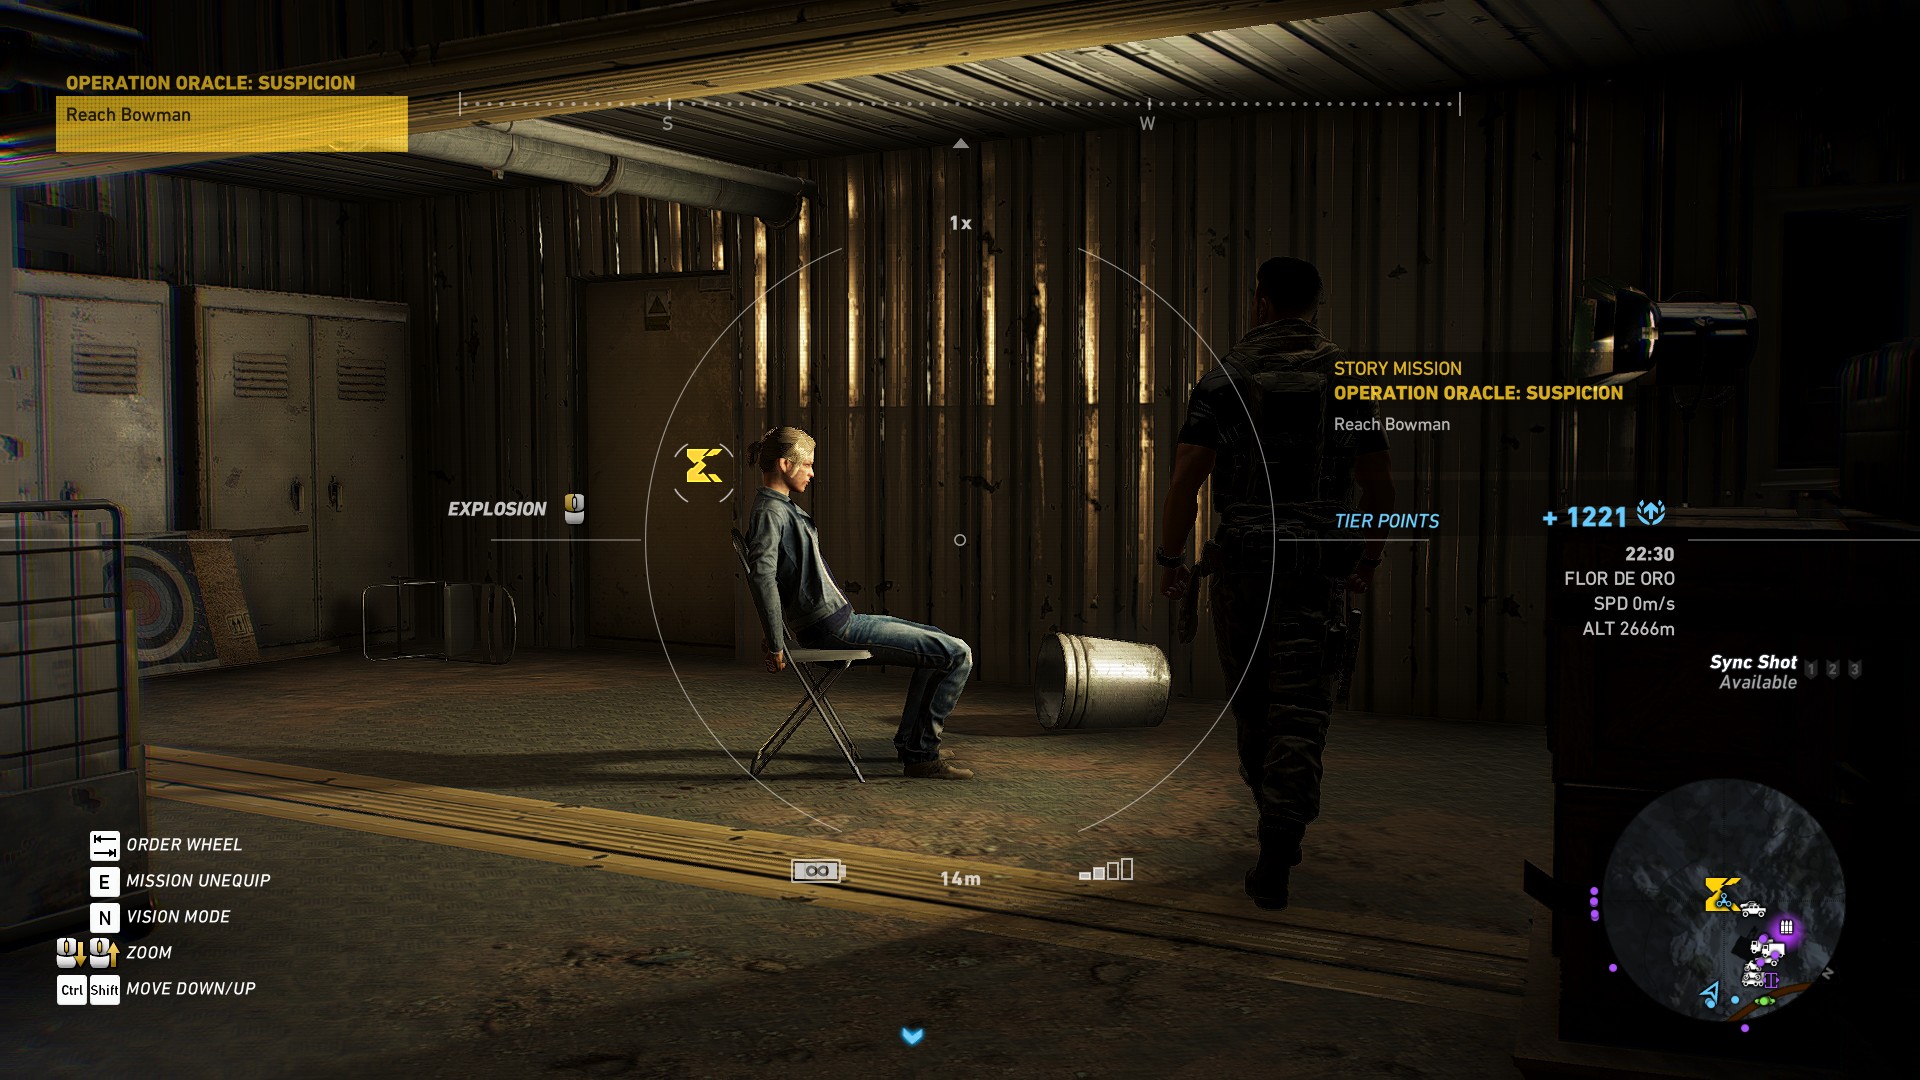 OPERATION ORACLE: SUSPICION
Reach Bowman
S
W
1x
STORY MISSION
OPERATION ORACLE: SUSPICION
Reach Bowman
EXPLOSION
TIER POINTS
+ 1221
22:30
FLOR DE ORO
SPD 0m/s
ALT 2666m
Sync Shot 1 2 3
Available
ORDER WHEEL
E MISSION UNEQUIP
N VISION MODE
ZOOM
Ctrl Shift MOVE DOWN/UP
14m
N